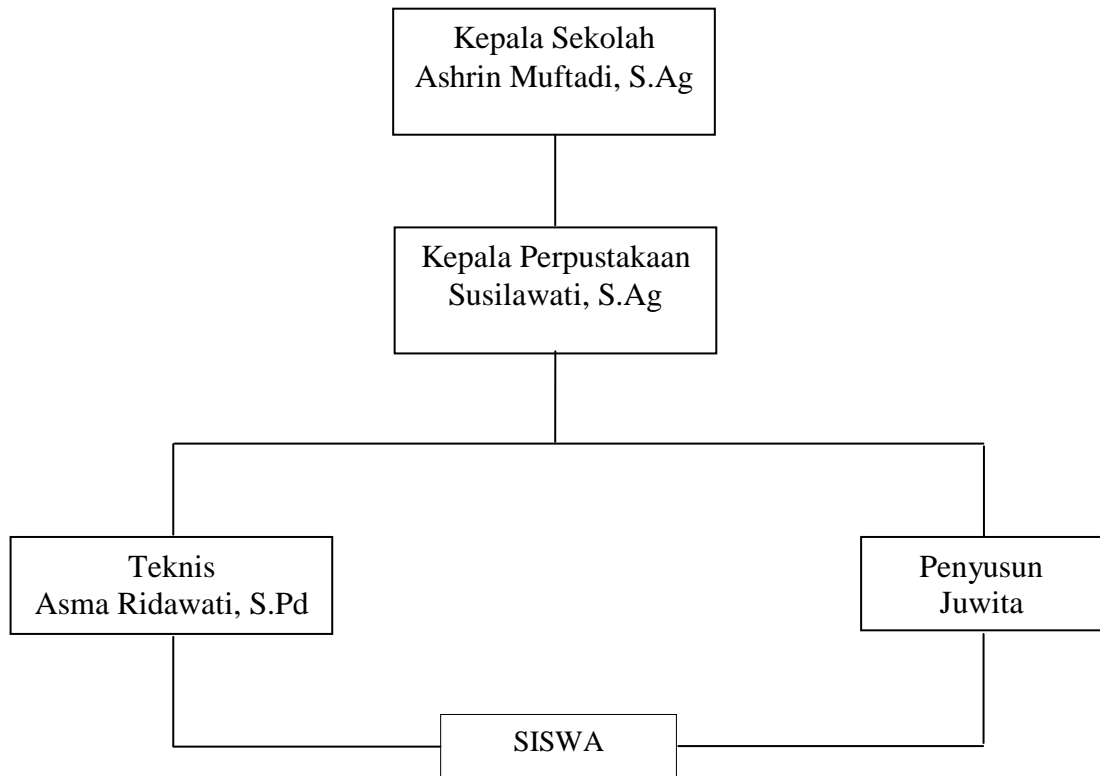 Kepala Sekolah
Ashrin Muftadi, S.Ag
Kepala Perpustakaan
Susilawati, S.Ag
Teknis
Asma Ridawati, S.Pd
Penyusun
Juwita
SISWA